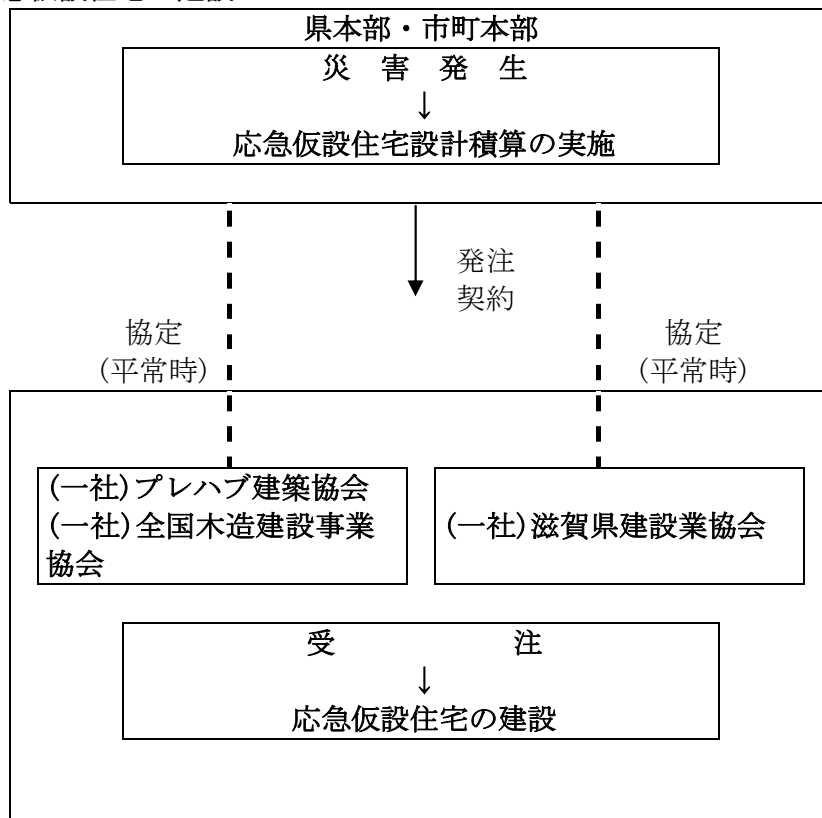 県本部・市町本部
災　害　発　生
↓
応急仮設住宅設計積算の実施
発注
契約
協定
(平常時)
協定
(平常時)
(一社)プレハブ建築協会
(一社)全国木造建設事業
協会
(一社)滋賀県建設業協会
受　　　　注
↓
応急仮設住宅の建設